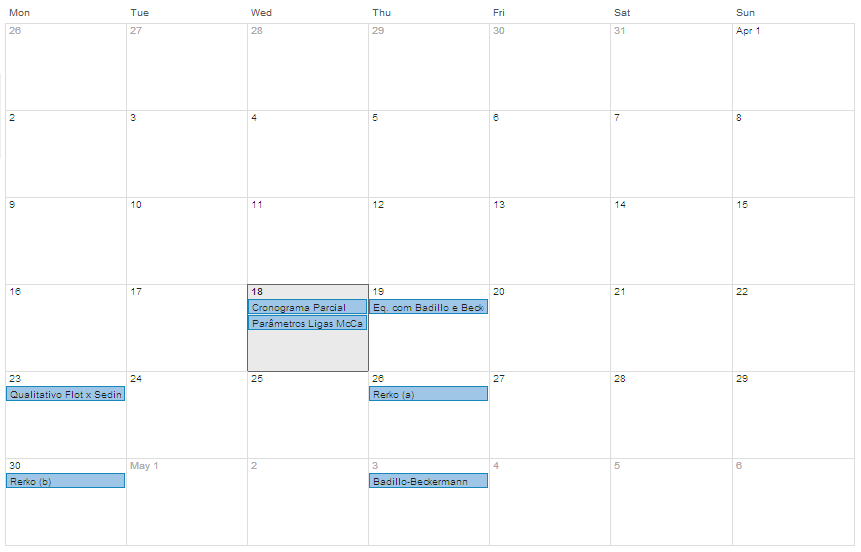 Mon Tue Wed Thu Fri Sat Sun
26 27 28 29 30 31 Apr 1
2 3 4 5 6 7 8
9 10 11 12 13 14 15
16 17 18 19 20 21 22
Cronograma Parcial Eq. com Badillo e Beck
Parâmetros Ligas McCa
23 24 25 26 27 28 29
Qualitativo Flot x Sedin Rerko (a)
30 May 1 2 3 4 5 6
Rerko (b) Badillo-Beckermann